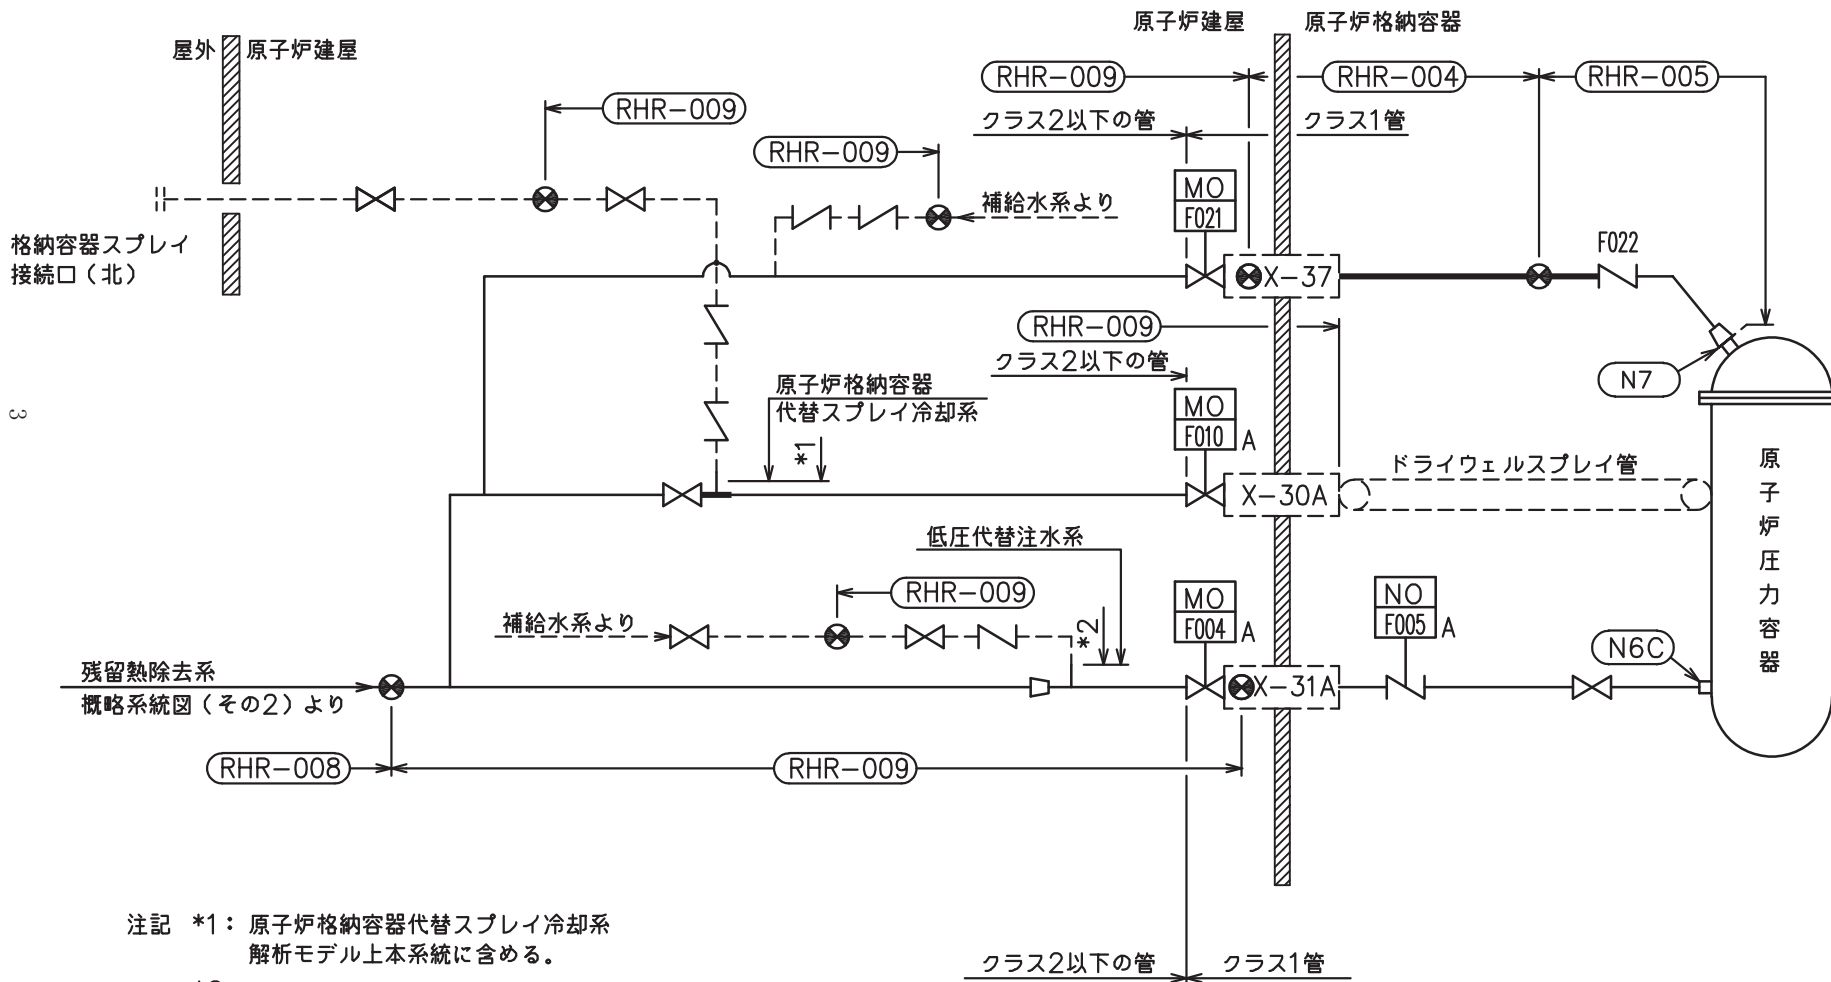 原子炉建屋
原子炉格納容器
屋外
原子炉建屋
RHR-009
RHR-004
RHR-005
RHR-009
クラス2以下の管
クラス1管
RHR-009
MO
F021
補給水系より
格納容器スプレイ
接続口(北)
F022
X-37
RHR-009
クラス2以下の管
N7
原子炉格納容器
代替スプレイ冷却系
MO
F010
A
3
*1
ドライウェルスプレイ管
原子炉圧力容器
X-30A
低圧代替注水系
RHR-009
MO
F004
A
NO
F005
A
補給水系より
*2
N6C
残留熱除去系
概略系統図(その2)より
X-31A
RHR-008
RHR-009
注記 *1: 原子炉格納容器代替スプレイ冷却系
解析モデル上本系統に含める。
クラス2以下の管
クラス1管